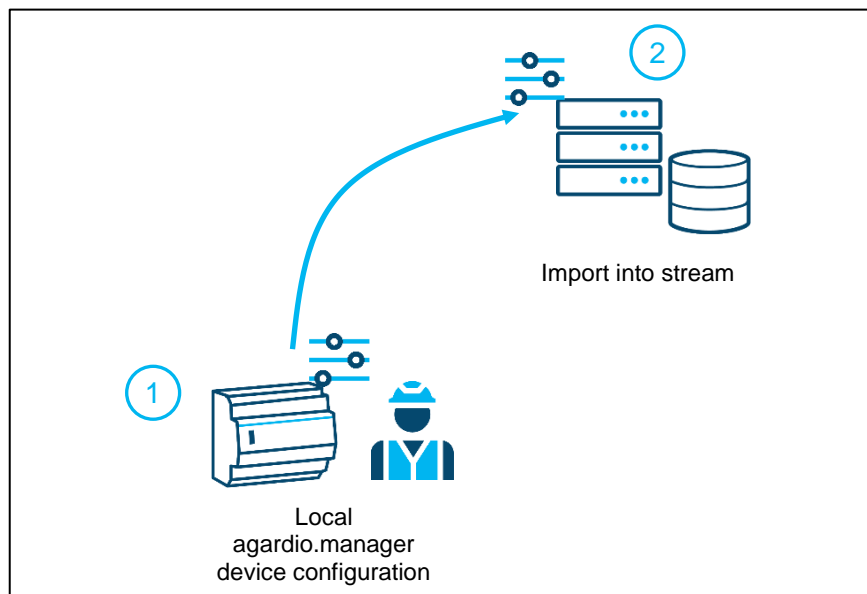 2
Import into stream
1
Local
agardio.manager
device configuration